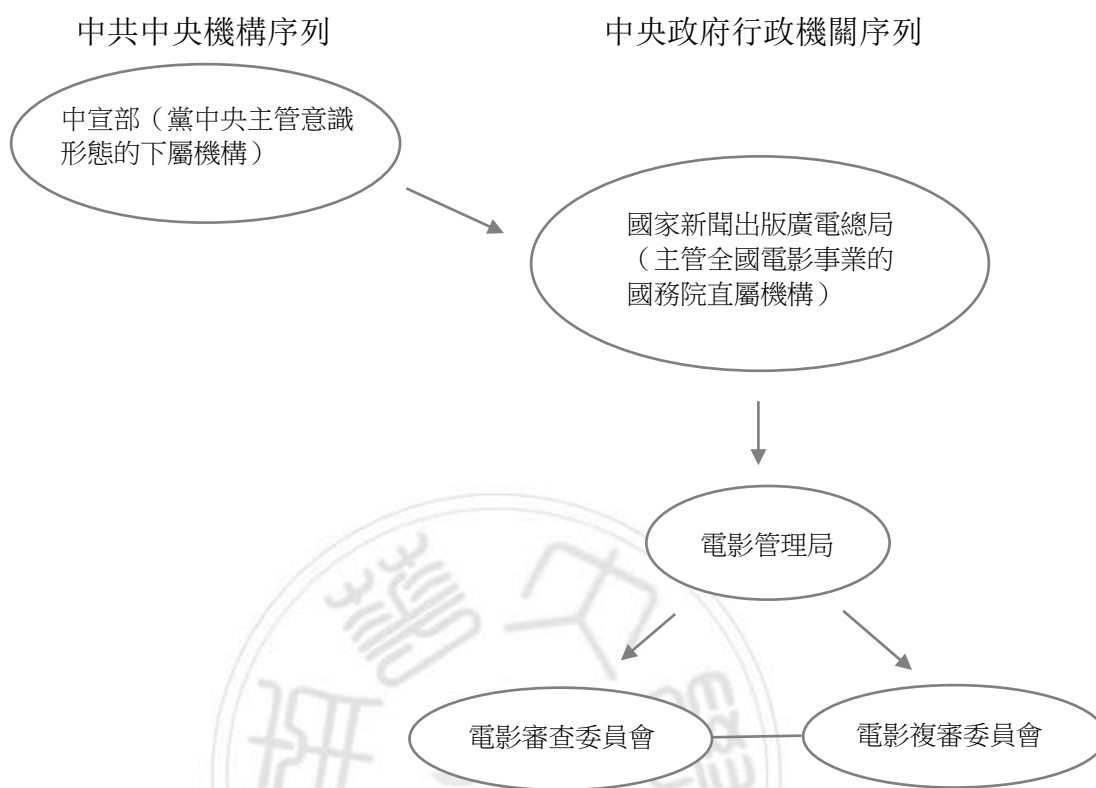 中共中央機構序列
中央政府行政機關序列
中宣部（黨中央主管意識
形態的下屬機構）
國家新聞出版廣電總局
（主管全國電影事業的
國務院直屬機構）
電影管理局
電影審查委員會
電影複審委員會